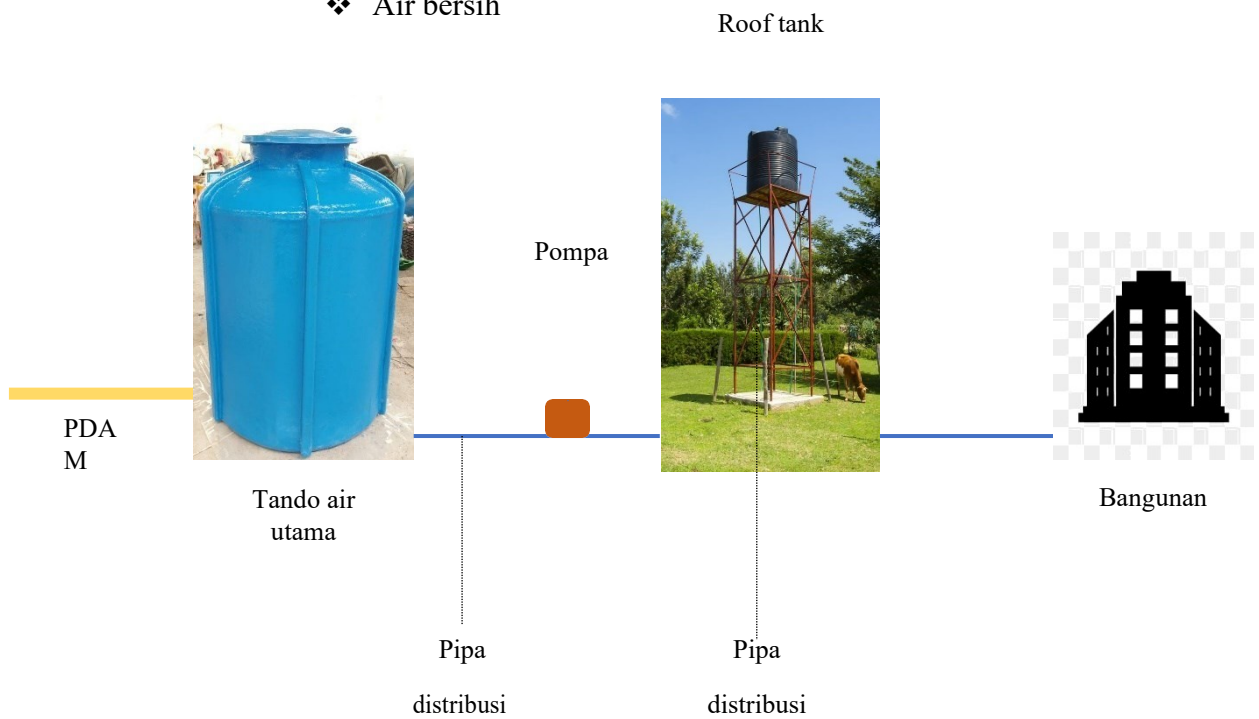 ❖ Air bersih
Roof tank
Pompa
PDA
M
Tando air
utama
Bangunan
Pipa
distribusi
Pipa
distribusi